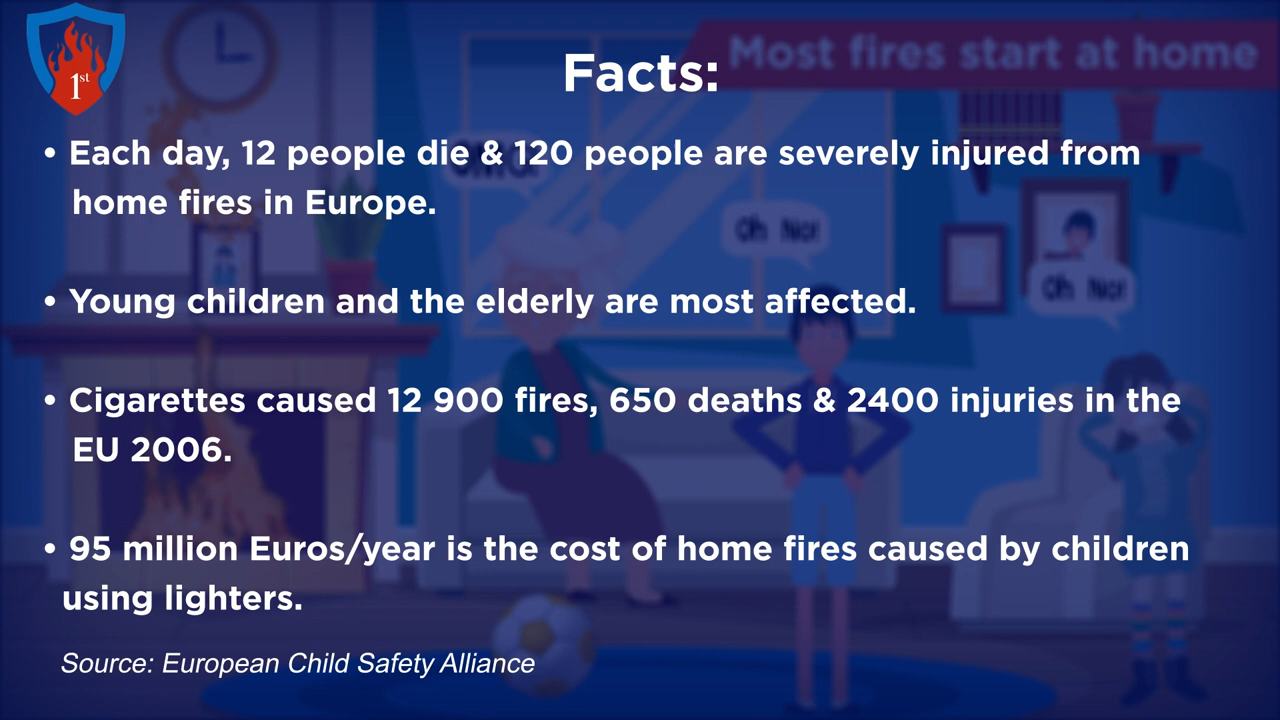 1st
Most fires start at home
Facts:
• Each day, 12 people die & 120 people are severely injured from
home fires in Europe.
OMG!
Oh No!
Oh No!
• Young children and the elderly are most affected.
• Cigarettes caused 12 900 fires, 650 deaths & 2400 injuries in the
EU 2006.
• 95 million Euros/year is the cost of home fires caused by children
using lighters.
Source: European Child Safety Alliance